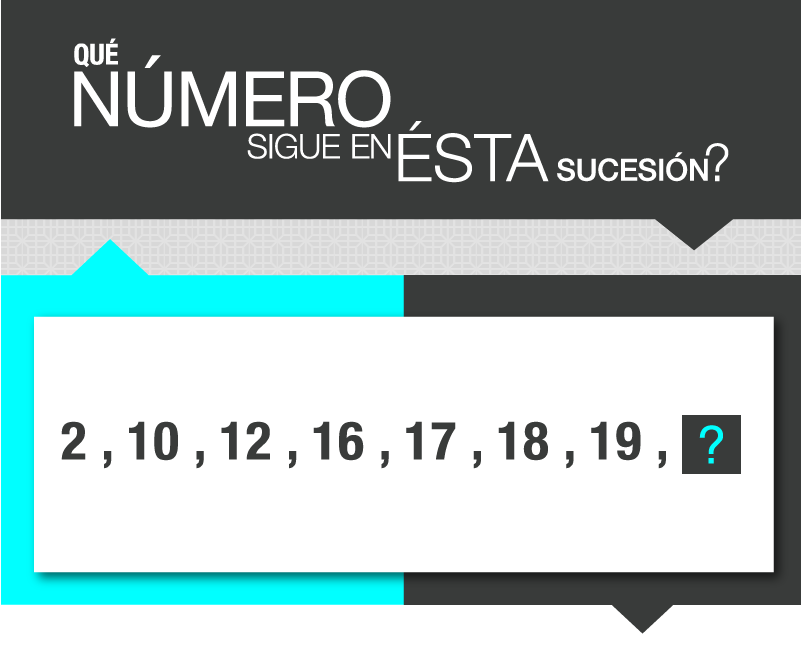 QUÉ
NÚMERO
SIGUE EN ÉSTA SUCESIÓN?
2 , 10 , 12 , 16 , 17 , 18 , 19 , ?